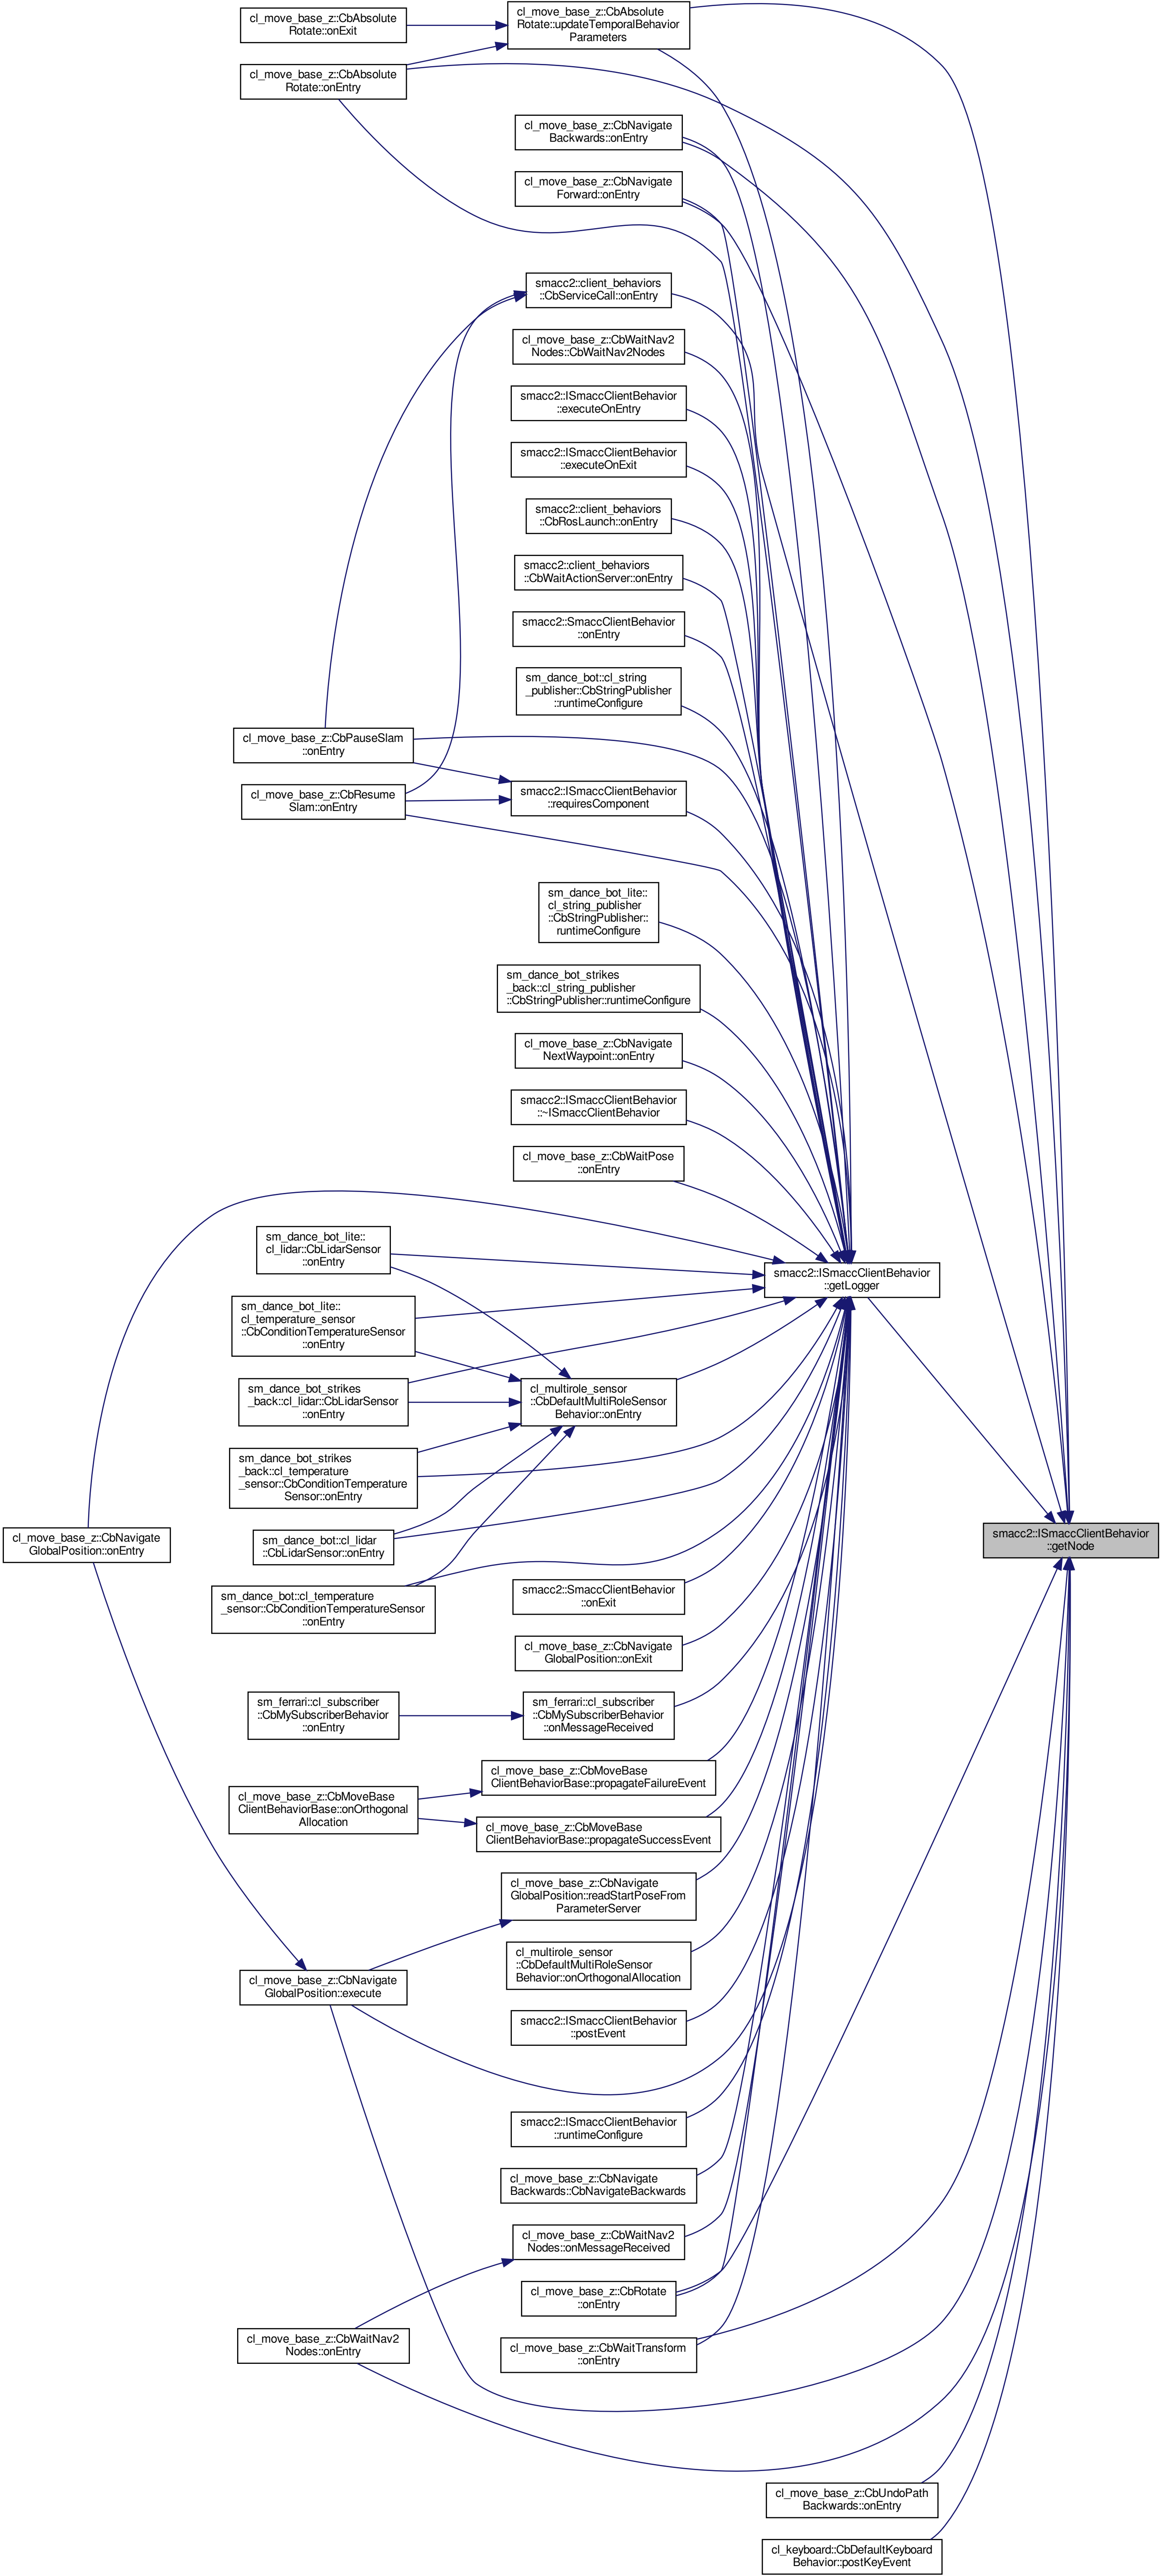 cl_move_base_z::CbAbsolute
Rotate::onExit
cl_move_base_z::CbAbsolute
Rotate::updateTemporalBehavior
Parameters
cl_move_base_z::CbAbsolute
Rotate::onEntry
cl_move_base_z::CbNavigate
Backwards::onEntry
cl_move_base_z::CbNavigate
Forward::onEntry
smacc2::client_behaviors
::CbServiceCall::onEntry
cl_move_base_z::CbWaitNav2
Nodes::CbWaitNav2Nodes
smacc2::ISmaccClientBehavior
::executeOnEntry
smacc2::ISmaccClientBehavior
::executeOnExit
smacc2::client_behaviors
::CbRosLaunch::onEntry
smacc2::client_behaviors
::CbWaitActionServer::onEntry
smacc2::SmaccClientBehavior
::onEntry
sm_dance_bot::cl_string
_publisher::CbStringPublisher
::runtimeConfigure
cl_move_base_z::CbPauseSlam
::onEntry
cl_move_base_z::CbResume
Slam::onEntry
smacc2::ISmaccClientBehavior
::requiresComponent
sm_dance_bot_lite::
cl_string_publisher
::CbStringPublisher::
runtimeConfigure
sm_dance_bot_strikes
_back::cl_string_publisher
::CbStringPublisher::runtimeConfigure
cl_move_base_z::CbNavigate
NextWaypoint::onEntry
smacc2::ISmaccClientBehavior
::~ISmaccClientBehavior
cl_move_base_z::CbWaitPose
::onEntry
sm_dance_bot_lite::
cl_lidar::CbLidarSensor
::onEntry
smacc2::ISmaccClientBehavior
::getLogger
sm_dance_bot_lite::
cl_temperature_sensor
::CbConditionTemperatureSensor
::onEntry
sm_dance_bot_strikes
_back::cl_lidar::CbLidarSensor
::onEntry
cl_multirole_sensor
::CbDefaultMultiRoleSensor
Behavior::onEntry
sm_dance_bot_strikes
_back::cl_temperature
_sensor::CbConditionTemperature
Sensor::onEntry
cl_move_base_z::CbNavigate
GlobalPosition::onEntry
sm_dance_bot::cl_lidar
::CbLidarSensor::onEntry
smacc2::ISmaccClientBehavior
::getNode
sm_dance_bot::cl_temperature
_sensor::CbConditionTemperatureSensor
::onEntry
smacc2::SmaccClientBehavior
::onExit
cl_move_base_z::CbNavigate
GlobalPosition::onExit
sm_ferrari::cl_subscriber
::CbMySubscriberBehavior
::onEntry
sm_ferrari::cl_subscriber
::CbMySubscriberBehavior
::onMessageReceived
cl_move_base_z::CbMoveBase
ClientBehaviorBase::propagateFailureEvent
cl_move_base_z::CbMoveBase
ClientBehaviorBase::onOrthogonal
Allocation
cl_move_base_z::CbMoveBase
ClientBehaviorBase::propagateSuccessEvent
cl_move_base_z::CbNavigate
GlobalPosition::readStartPoseFrom
ParameterServer
cl_multirole_sensor
::CbDefaultMultiRoleSensor
Behavior::onOrthogonalAllocation
cl_move_base_z::CbNavigate
GlobalPosition::execute
smacc2::ISmaccClientBehavior
::postEvent
smacc2::ISmaccClientBehavior
::runtimeConfigure
cl_move_base_z::CbNavigate
Backwards::CbNavigateBackwards
cl_move_base_z::CbWaitNav2
Nodes::onMessageReceived
cl_move_base_z::CbRotate
::onEntry
cl_move_base_z::CbWaitNav2
Nodes::onEntry
cl_move_base_z::CbWaitTransform
::onEntry
cl_move_base_z::CbUndoPath
Backwards::onEntry
cl_keyboard::CbDefaultKeyboard
Behavior::postKeyEvent